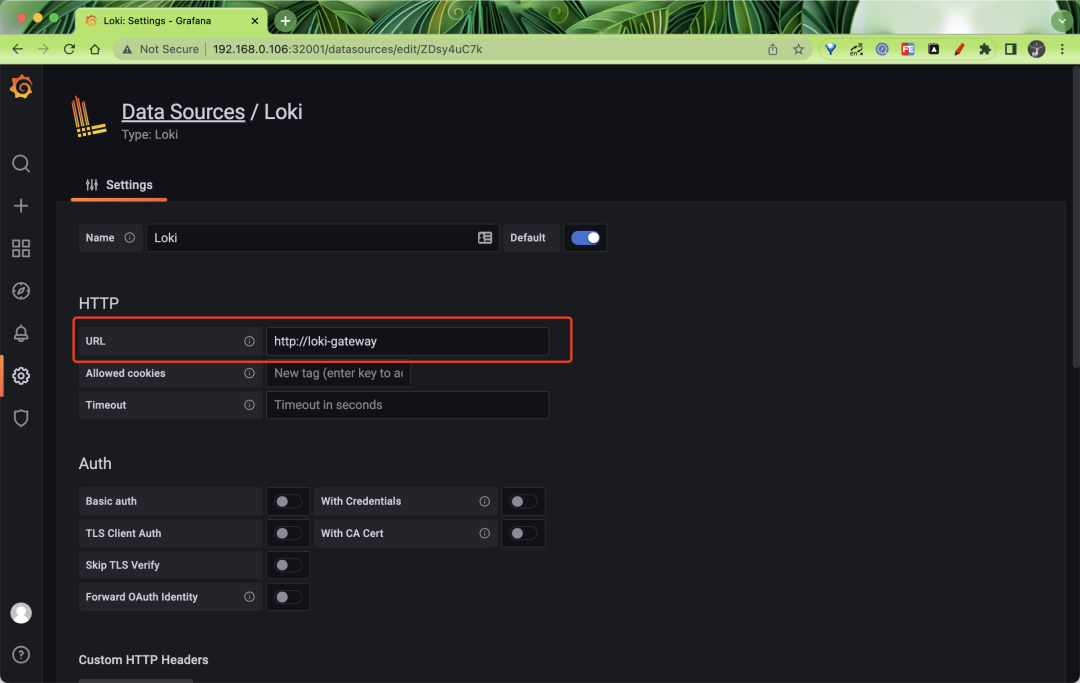 Loki: Settings - Grafana
Not Secure | 192.168.0.106:32001/datasources/edit/ZDsy4uC7k
Data Sources / Loki
Type: Loki
Settings
Name Loki Default
HTTP
URL http://loki-gateway
Allowed cookies New tag (enter key to ac
Timeout Timeout in seconds
Auth
Basic auth With Credentials
TLS Client Auth With CA Cert
Skip TLS Verify
Forward OAuth Identity
Custom HTTP Headers